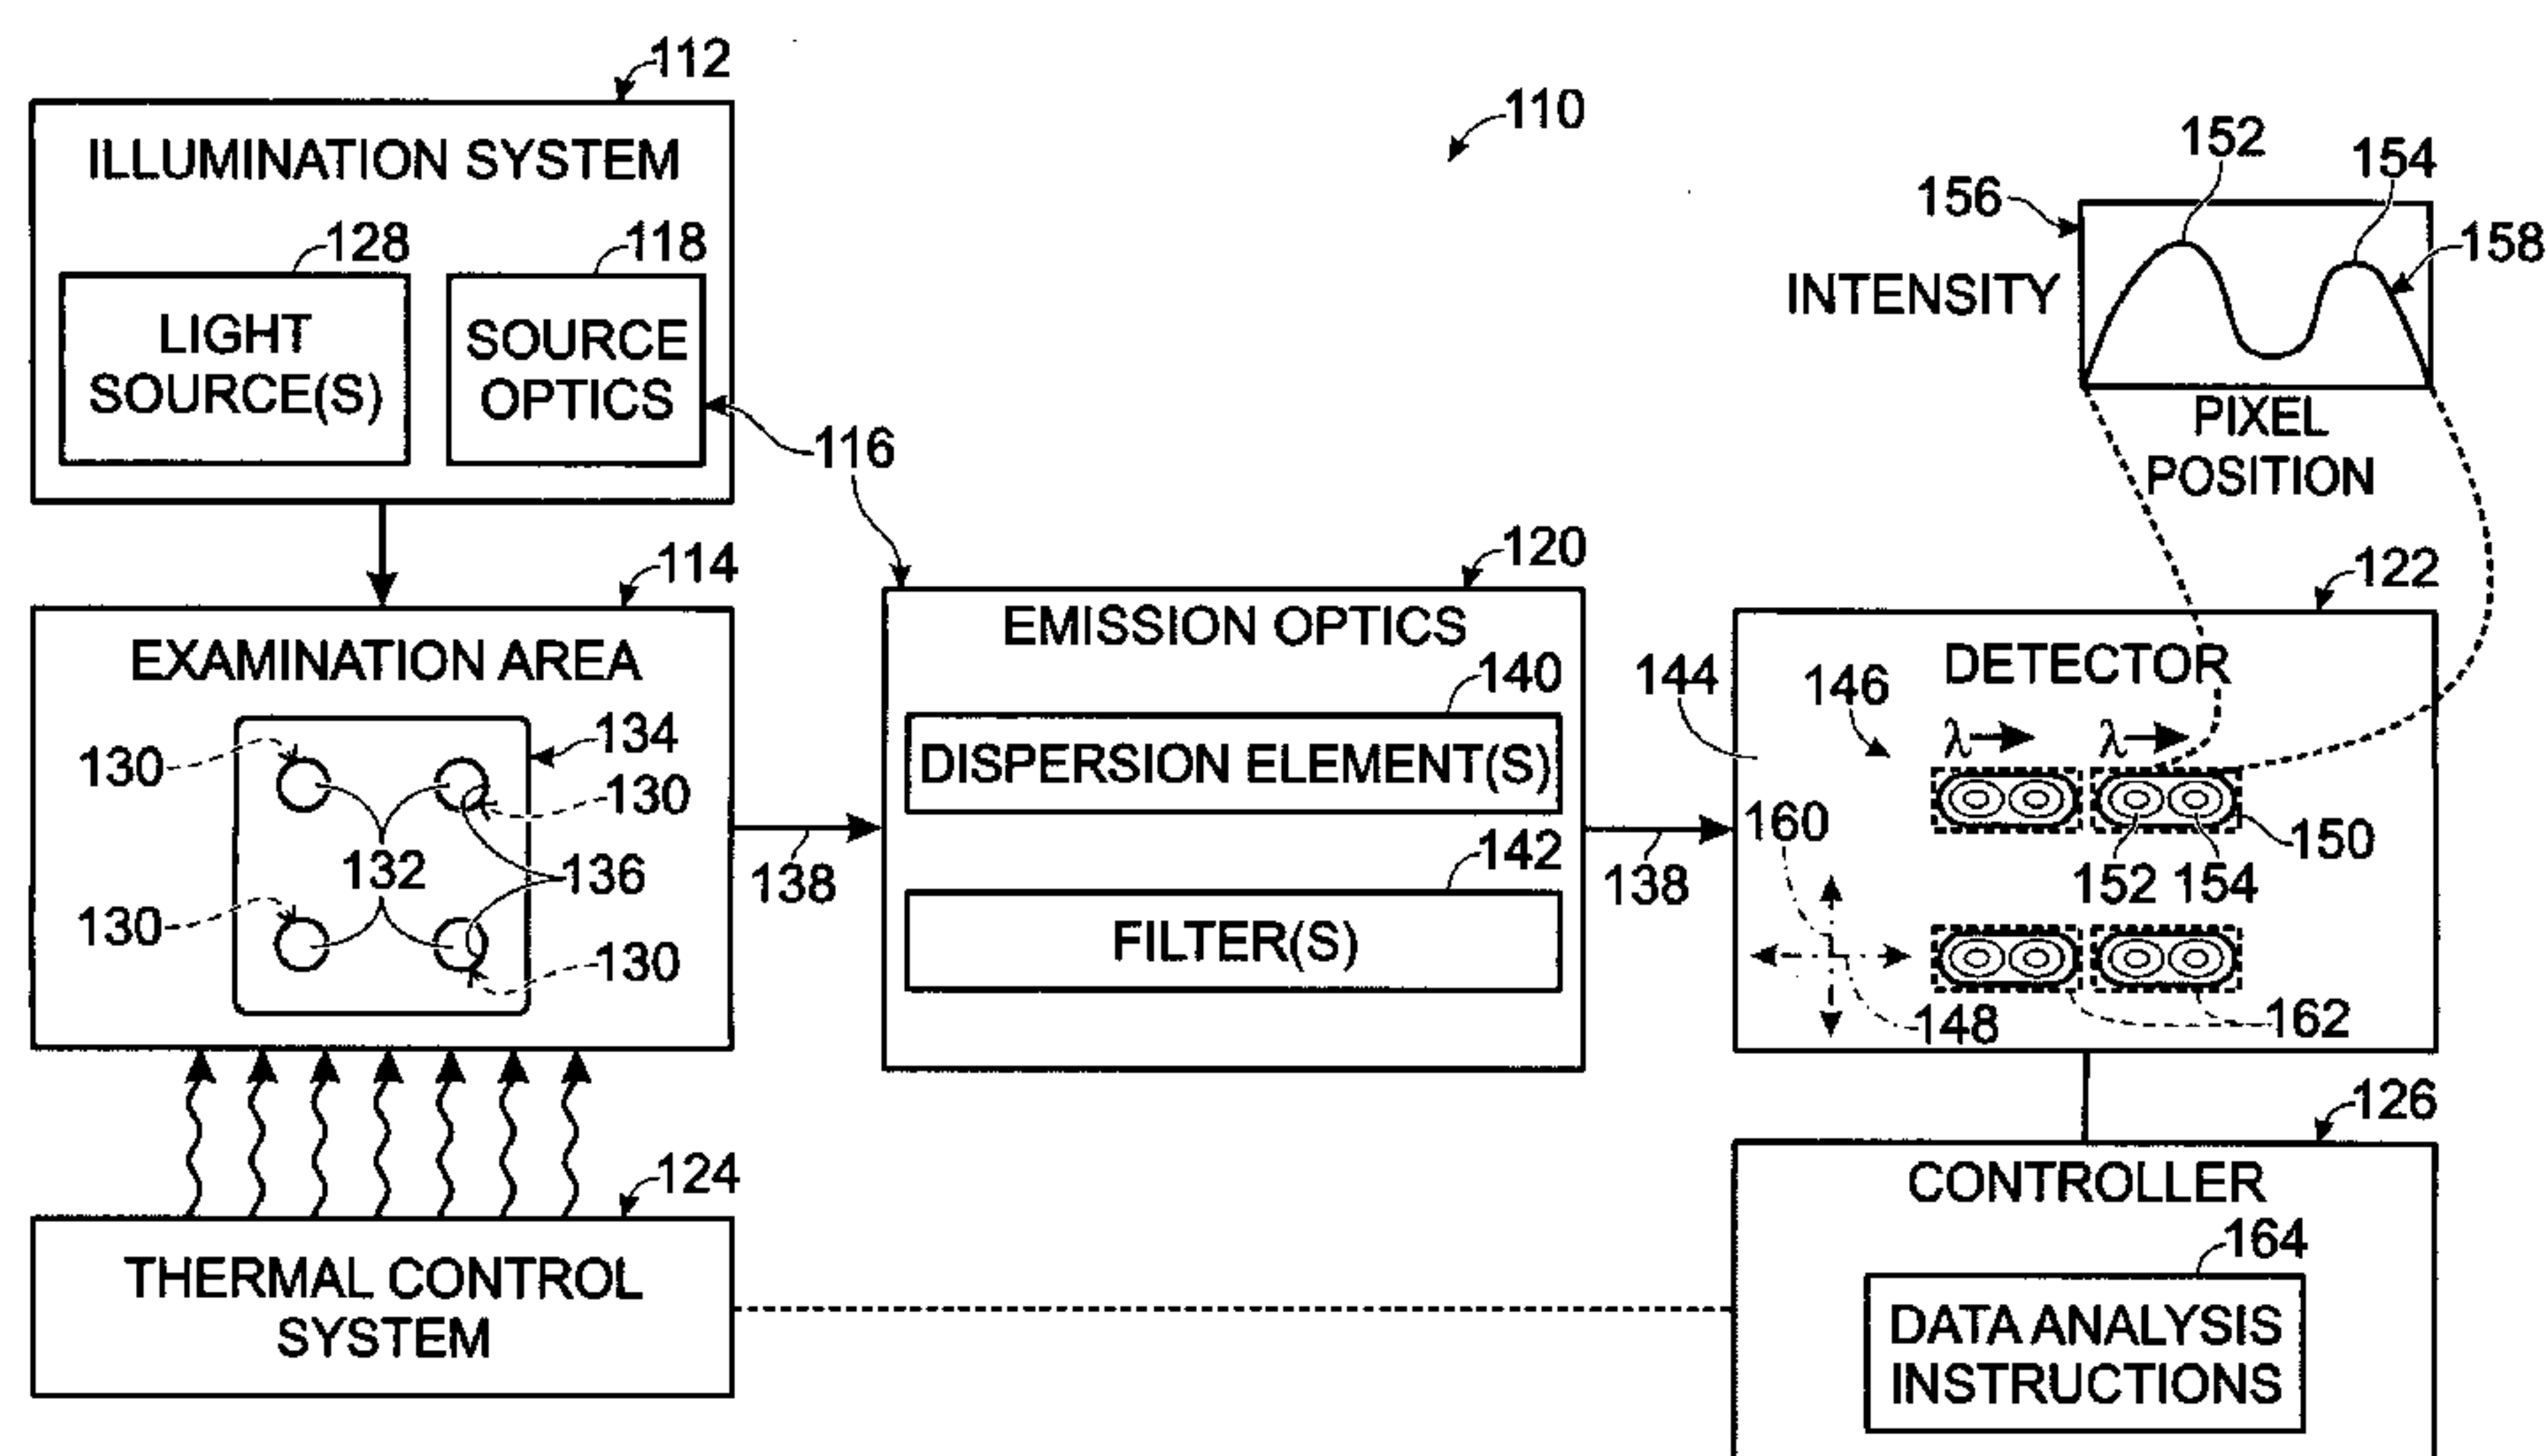 112
110
ILLUMINATION SYSTEM
128
118
LIGHT
SOURCE(S)
SOURCE
OPTICS
116
152
154
156
158
INTENSITY
PIXEL
POSITION
114
EXAMINATION AREA
130
134
130
132
136
130
130
138
120
EMISSION OPTICS
140
DISPERSION ELEMENT(S)
142
FILTER(S)
138
122
144
146
DETECTOR
λ
λ
160
150
152
154
148
162
124
THERMAL CONTROL
SYSTEM
126
CONTROLLER
164
DATA ANALYSIS
INSTRUCTIONS